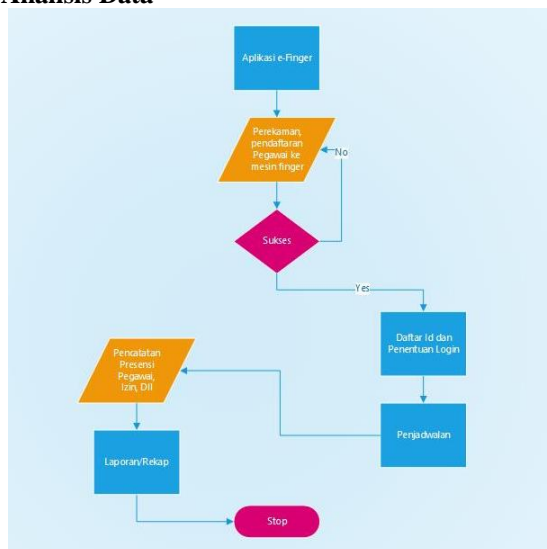 Analisis Data
Aplikasi e-Finger
Perekaman,
pendaftaran
Pegawai ke
mesin finger
No
Sukses
Yes
Daftar Id dan
Penentuan Login
Pencatatan
Presensi
Pegawai,
Izin, Dll
Penjadwalan
Laporan/Rekap
Stop